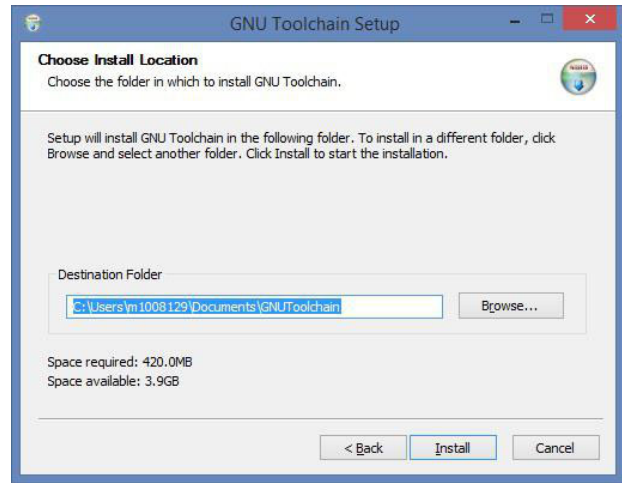 GNU Toolchain Setup
Choose Install Location
Choose the folder in which to install GNU Toolchain.
Setup will install GNU Toolchain in the following folder. To install in a different folder, click
Browse and select another folder. Click Install to start the installation.
Destination Folder
C:\Users\m1008129\Documents\GNUToolchain
Browse...
Space required: 420.0MB
Space available: 3.9GB
< Back
Install
Cancel